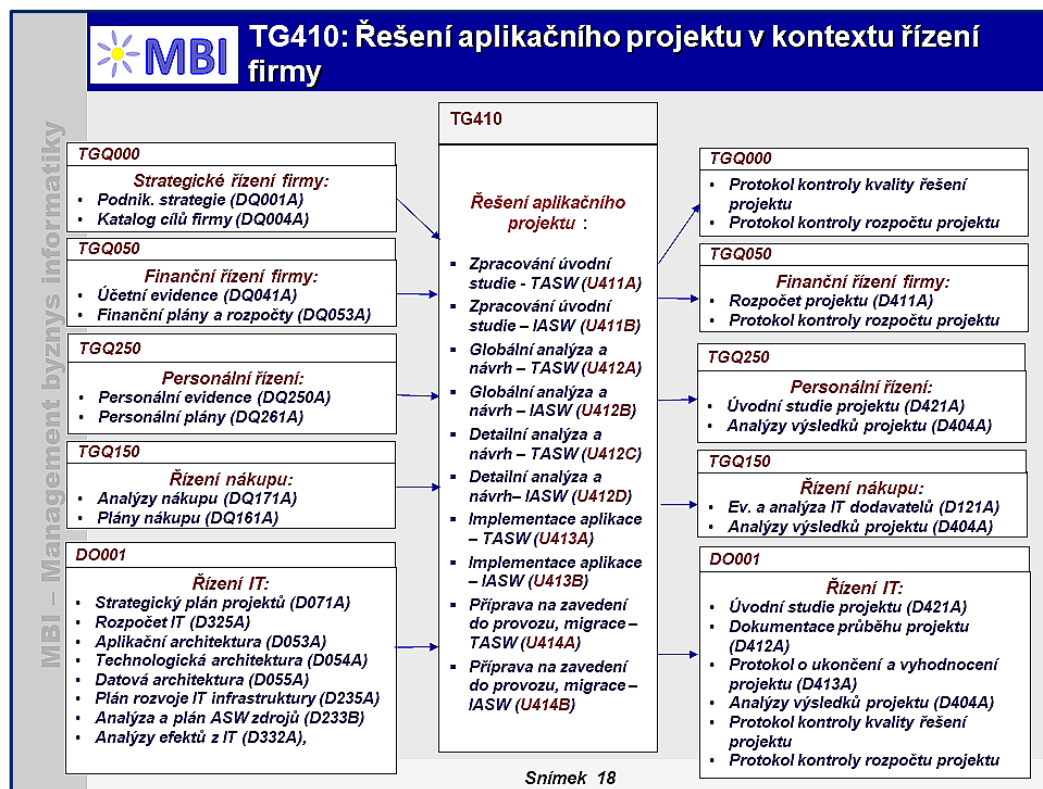 MBI
TG410: Řešení aplikačního projektu v kontextu řízení
firmy
MBI – Management byznys informatiky
TGQ000
Strategické řízení firmy:
• Podnik. strategie (DQ001A)
• Katalog cílů firmy (DQ004A)
TGQ050
Finanční řízení firmy:
• Účetní evidence (DQ041A)
• Finanční plány a rozpočty (DQ053A)
TGQ250
Personální řízení:
• Personální evidence (DQ250A)
• Personální plány (DQ261A)
TGQ150
Řízení nákupu:
• Analýzy nákupu (DQ171A)
• Plány nákupu (DQ161A)
DO001
Řízení IT:
• Strategický plán projektů (D071A)
• Rozpočet IT (D325A)
• Aplikační architektura (D053A)
• Technologická architektura (D054A)
• Datová architektura (D055A)
• Plán rozvoje IT infrastruktury (D235A)
• Analýza a plán ASW zdrojů (D233B)
• Analýzy efektů z IT (D332A),
TG410
Řešení aplikačního
projektu :
▪ Zpracování úvodní
studie - TASW (U411A)
▪ Zpracování úvodní
studie – IASW (U411B)
▪ Globální analýza a
návrh – TASW (U412A)
▪ Globální analýza a
návrh – IASW (U412B)
▪ Detailní analýza a
návrh – TASW (U412C)
▪ Detailní analýza a
návrh– IASW (U412D)
▪ Implementace aplikace
– TASW (U413A)
▪ Implementace aplikace
– IASW (U413B)
▪ Příprava na zavedení
do provozu, migrace –
TASW (U414A)
▪ Příprava na zavedení
do provozu, migrace –
IASW (U414B)
TGQ000
• Protokol kontroly kvality řešení
projektu
• Protokol kontroly rozpočtu projektu
TGQ050
Finanční řízení firmy:
• Rozpočet projektu (D411A)
• Protokol kontroly rozpočtu projektu
TGQ250
Personální řízení:
• Úvodní studie projektu (D421A)
• Analýzy výsledků projektu (D404A)
TGQ150
Řízení nákupu:
• Ev. a analýza IT dodavatelů (D121A)
• Analýzy výsledků projektu (D404A)
DO001
Řízení IT:
• Úvodní studie projektu (D421A)
• Dokumentace průběhu projektu
(D412A)
• Protokol o ukončení a vyhodnocení
projektu (D413A)
• Analýzy výsledků projektu (D404A)
• Protokol kontroly kvality řešení
projektu
• Protokol kontroly rozpočtu projektu
Snímek 18